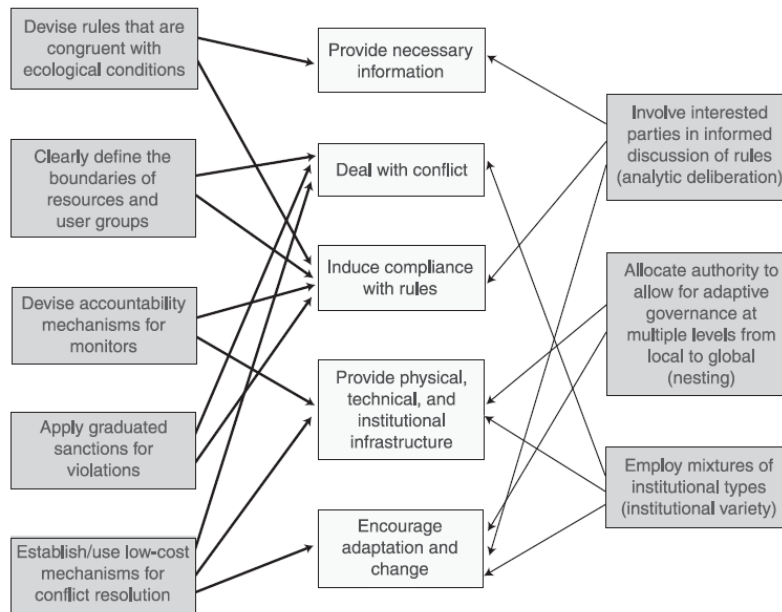 Devise rules that are
congruent with
ecological conditions
Clearly define the
boundaries of
resources and
user groups
Devise accountability
mechanisms for
monitors
Apply graduated
sanctions for
violations
Establish/use low-cost
mechanisms for
conflict resolution
Provide necessary
information
Deal with conflict
Induce compliance
with rules
Provide physical,
technical, and
institutional
infrastructure
Encourage
adaptation and
change
Involve interested
parties in informed
discussion of rules
(analytic deliberation)
Allocate authority to
allow for adaptive
governance at
multiple levels from
local to global
(nesting)
Employ mixtures of
institutional types
(institutional variety)